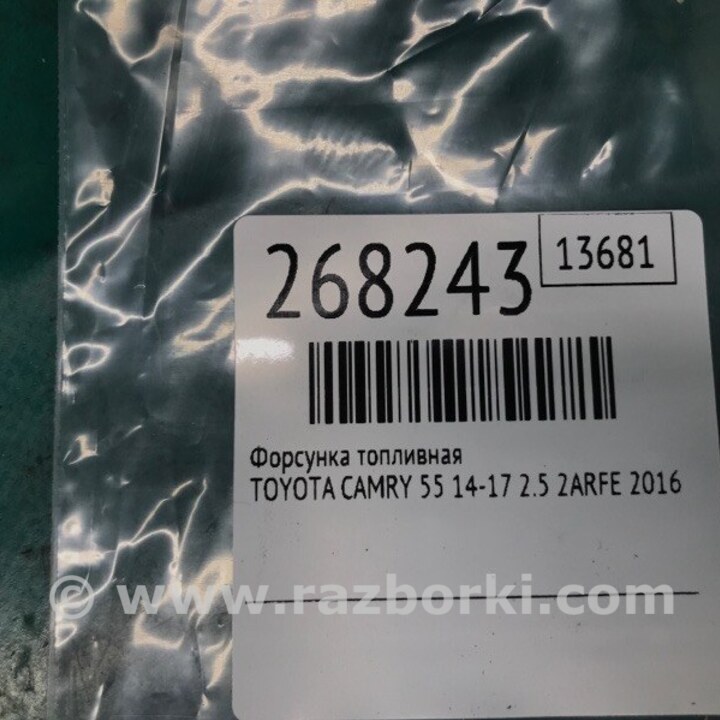 268243
13681
Форсунка топливная
TOYOTA CAMRY 55 14-17 2.5 2ARFE 2016
© www.razborki.com